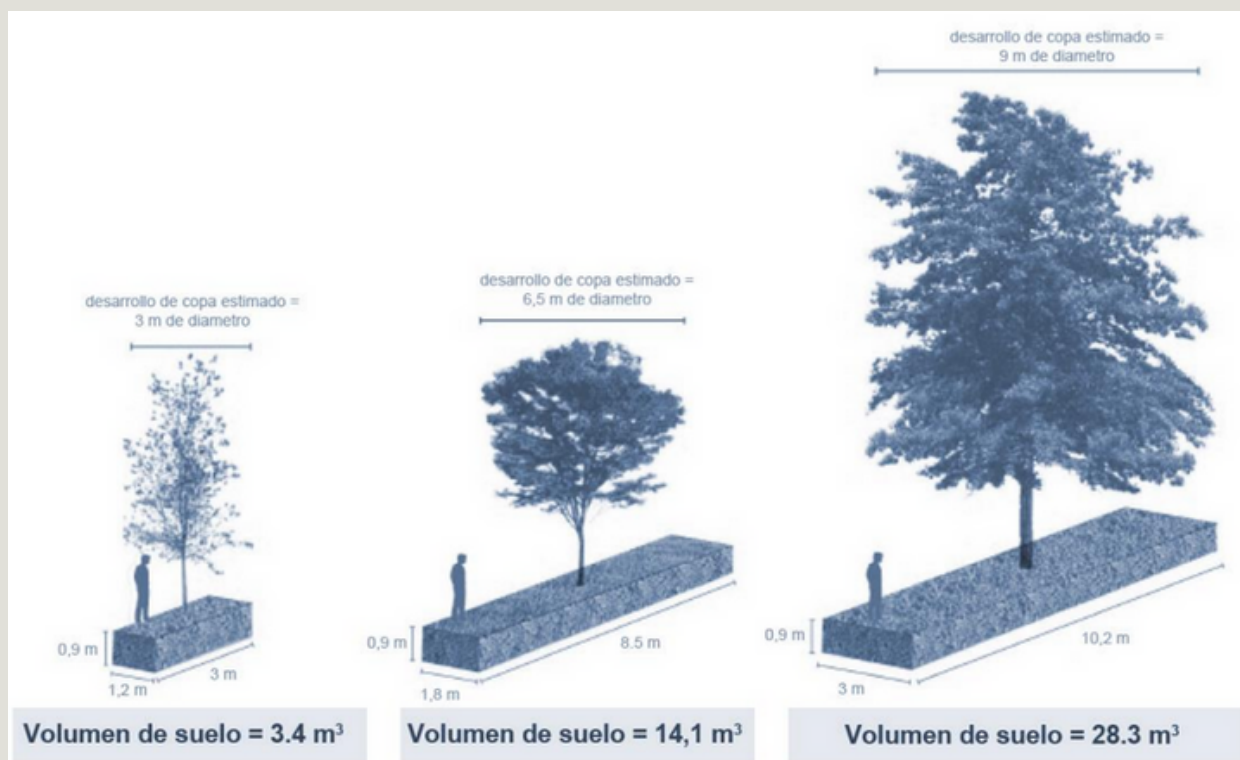 desarrollo de copa estimado =
3 m de diametro
0,9 m
1,2 m
3 m
Volumen de suelo = 3.4 m³
desarrollo de copa estimado =
6,5 m de diametro
0,9 m
1,8 m
8.5 m
Volumen de suelo = 14,1 m³
desarrollo de copa estimado =
9 m de diametro
0,9 m
3 m
10,2 m
Volumen de suelo = 28.3 m³